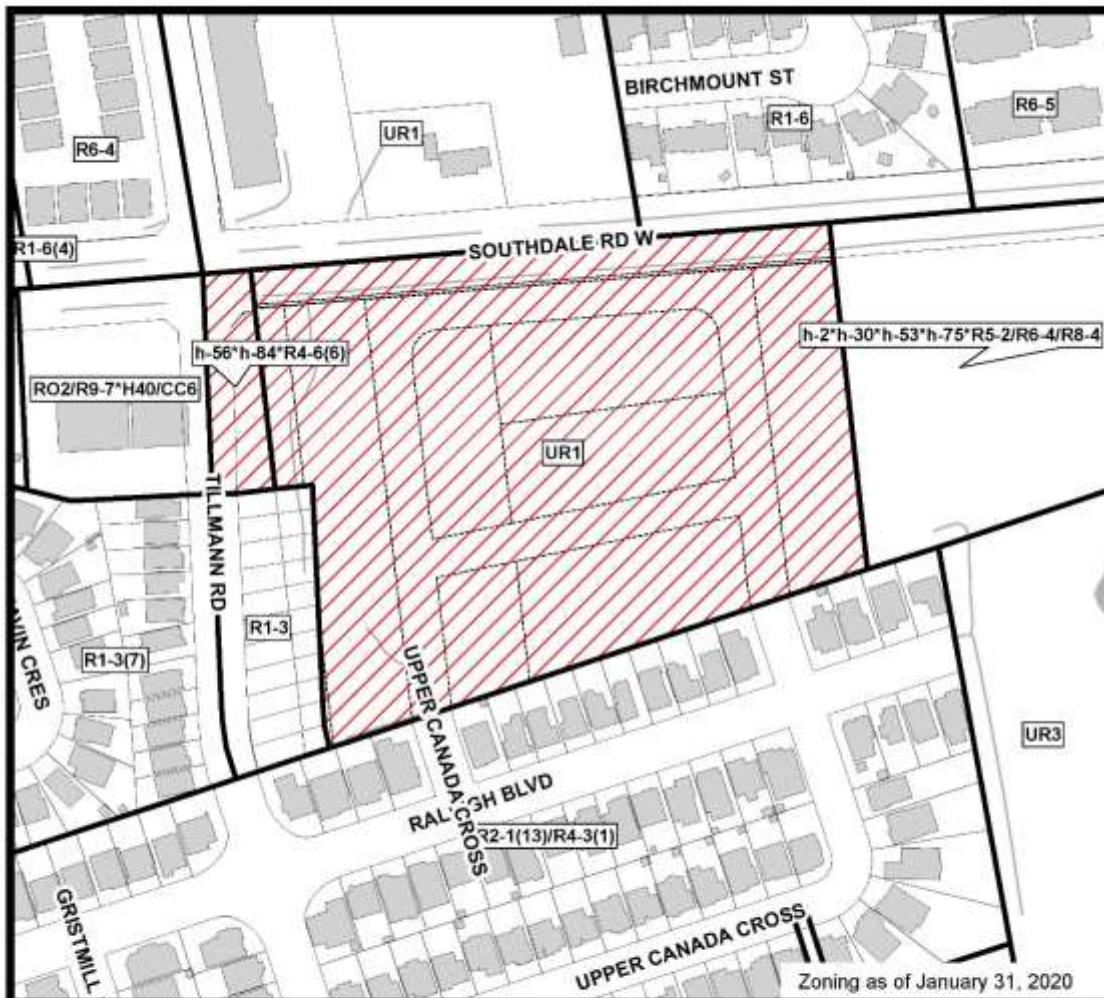 BIRCHMOUNT ST
R6-5
R1-6
UR1
R6-4
R1-6(4)
SOUTHDALE RD W
h-2*h-30*h-53*h-75*R5-2/R6-4/R8-4
h-56*h-84*R4-6(6)
RO2/R9-7*H40/CC6
UR1
TILLMANN RD
R1-3
R1-3(7)
UPPER CANADA CROSS
UR3
RALEIGH BLVD
R2-1(13)/R4-3(1)
GRISTMILL
UPPER CANADA CROSS
Zoning as of January 31, 2020